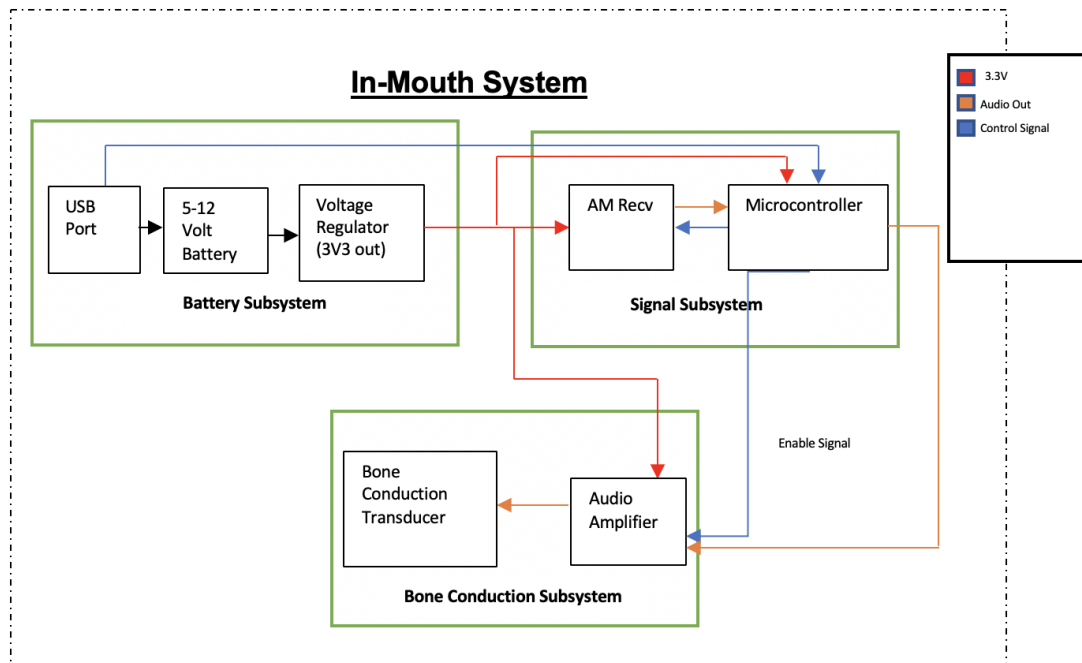 In-Mouth System
3.3V
Audio Out
Control Signal
USB
Port
5-12
Volt
Battery
Voltage
Regulator
(3V3 out)
Battery Subsystem
AM Recv
Microcontroller
Signal Subsystem
Enable Signal
Bone
Conduction
Transducer
Audio
Amplifier
Bone Conduction Subsystem